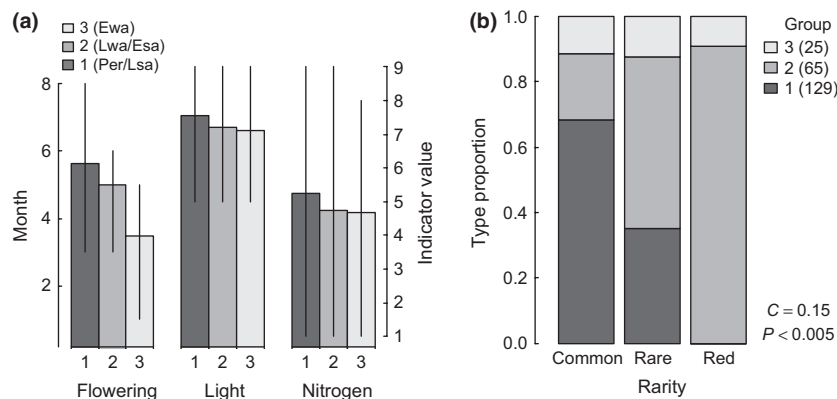 (a)
3 (Ewa)
2 (Lwa/Esa)
1 (Per/Lsa)
Month
8
6
4
2
9
8
7
6
5
4
3
2
1
Indicator value
1 2 3 1 2 3 1 2 3
Flowering Light Nitrogen
(b)
Group
3 (25)
2 (65)
1 (129)
Type proportion
1.0
0.8
0.6
0.4
0.2
0.0
C = 0.15
P < 0.005
Common Rare Red
Rarity